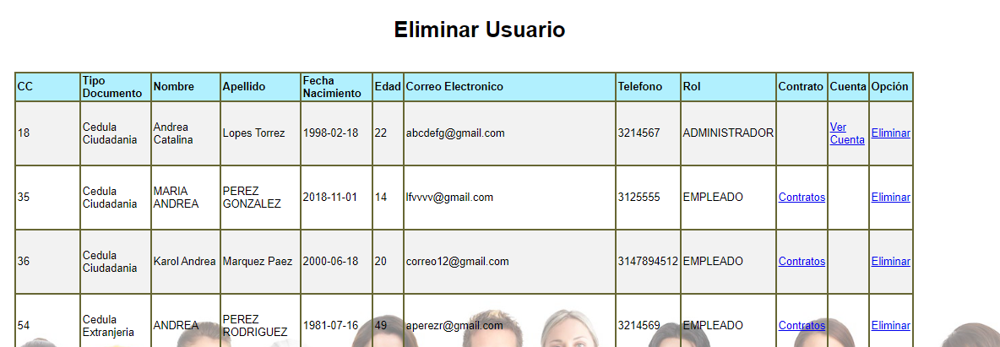 Eliminar Usuario
CC Tipo Documento Nombre Apellido Fecha Nacimiento Edad Correo Electronico Telefono Rol Contrato Cuenta Opción
18 Cedula Ciudadania Andrea Catalina Lopes Torrez 1998-02-18 22 abcdefg@gmail.com 3214567 ADMINISTRADOR Ver Cuenta Eliminar
35 Cedula Ciudadania MARIA ANDREA PEREZ GONZALEZ 2018-11-01 14 lfvvvv@gmail.com 3125555 EMPLEADO Contratos Eliminar
36 Cedula Ciudadania Karol Andrea Marquez Paez 2000-06-18 20 correo12@gmail.com 3147894512 EMPLEADO Contratos Eliminar
54 Cedula Extranjeria ANDREA PEREZ RODRIGUEZ 1981-07-16 49 aperezr@gmail.com 3214569 EMPLEADO Contratos Eliminar